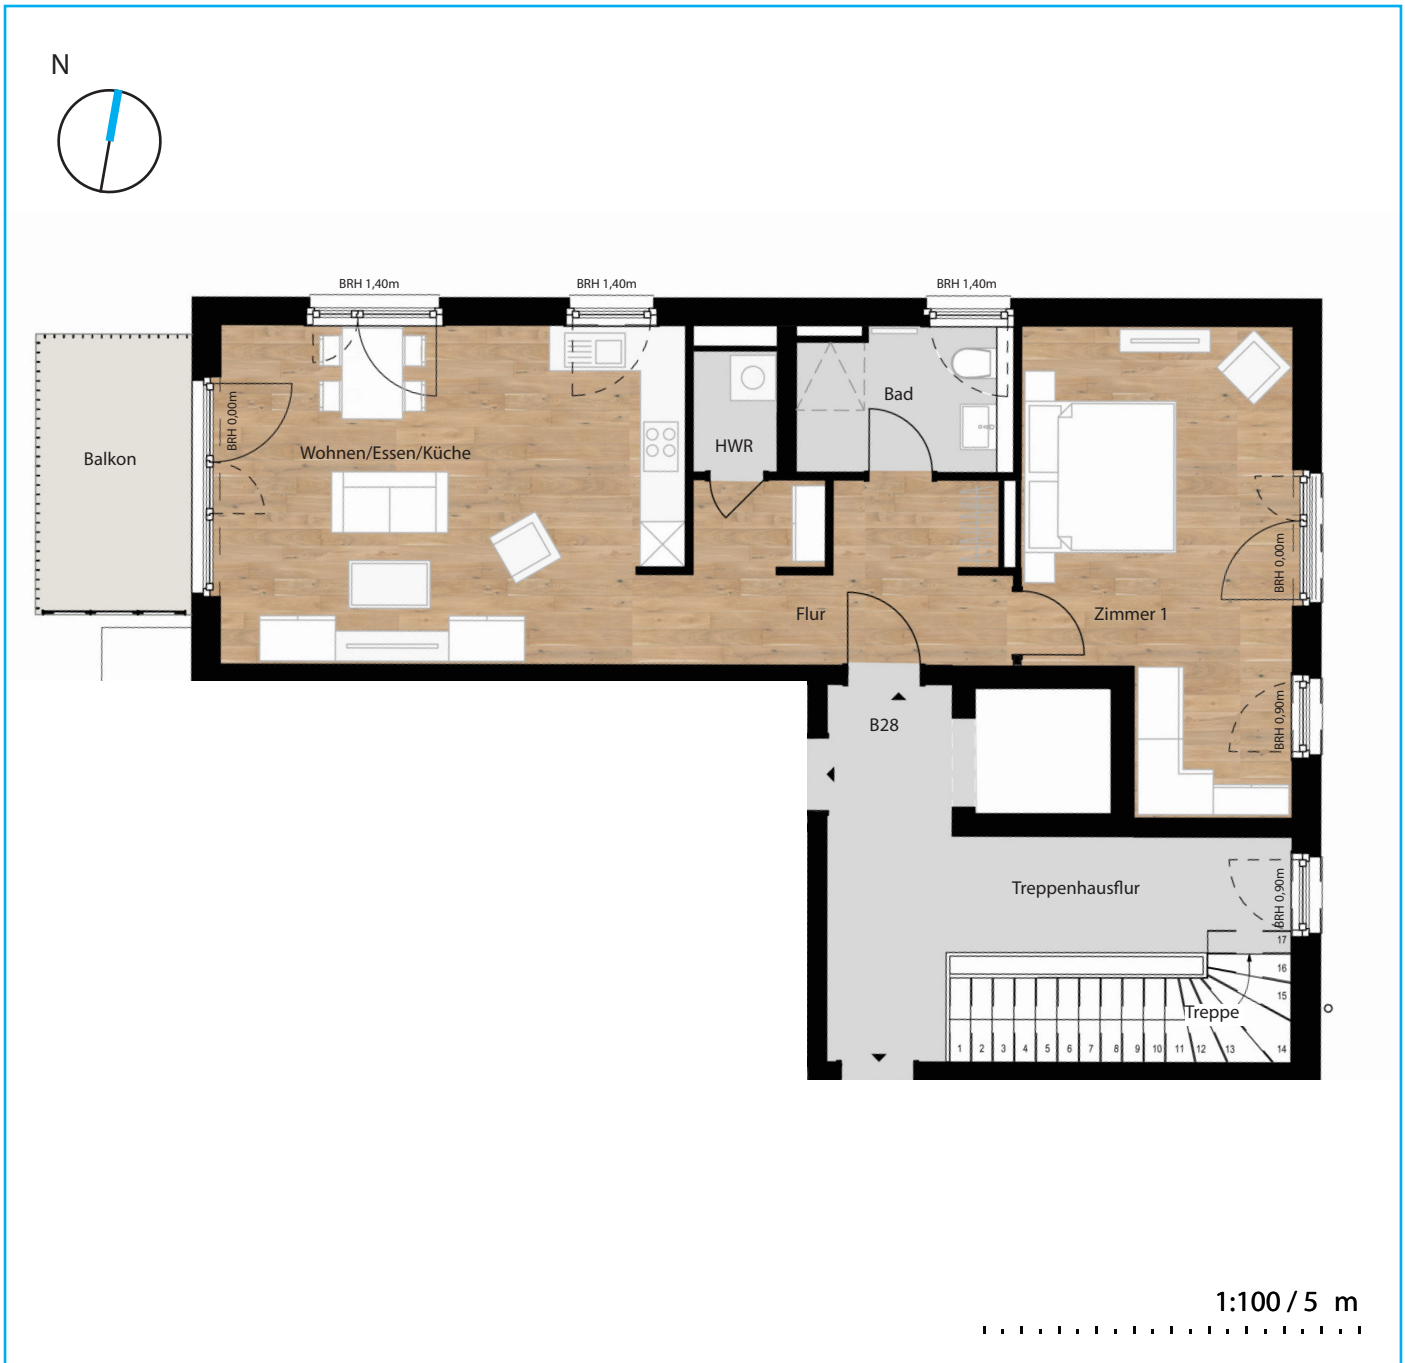 N
BRH 1,40m
BRH 1,40m
BRH 1,40m
BRH 0,00m
Bad
HWR
Wohnen/Essen/Küche
Balkon
BRH 0,00m
Flur
Zimmer 1
BRH 0,90m
B28
Treppenhausflur
BRH 0,90m
17
16
15
Treppe
1 2 3 4 5 6 7 8 9 10 11 12 13 14
1:100 / 5 m